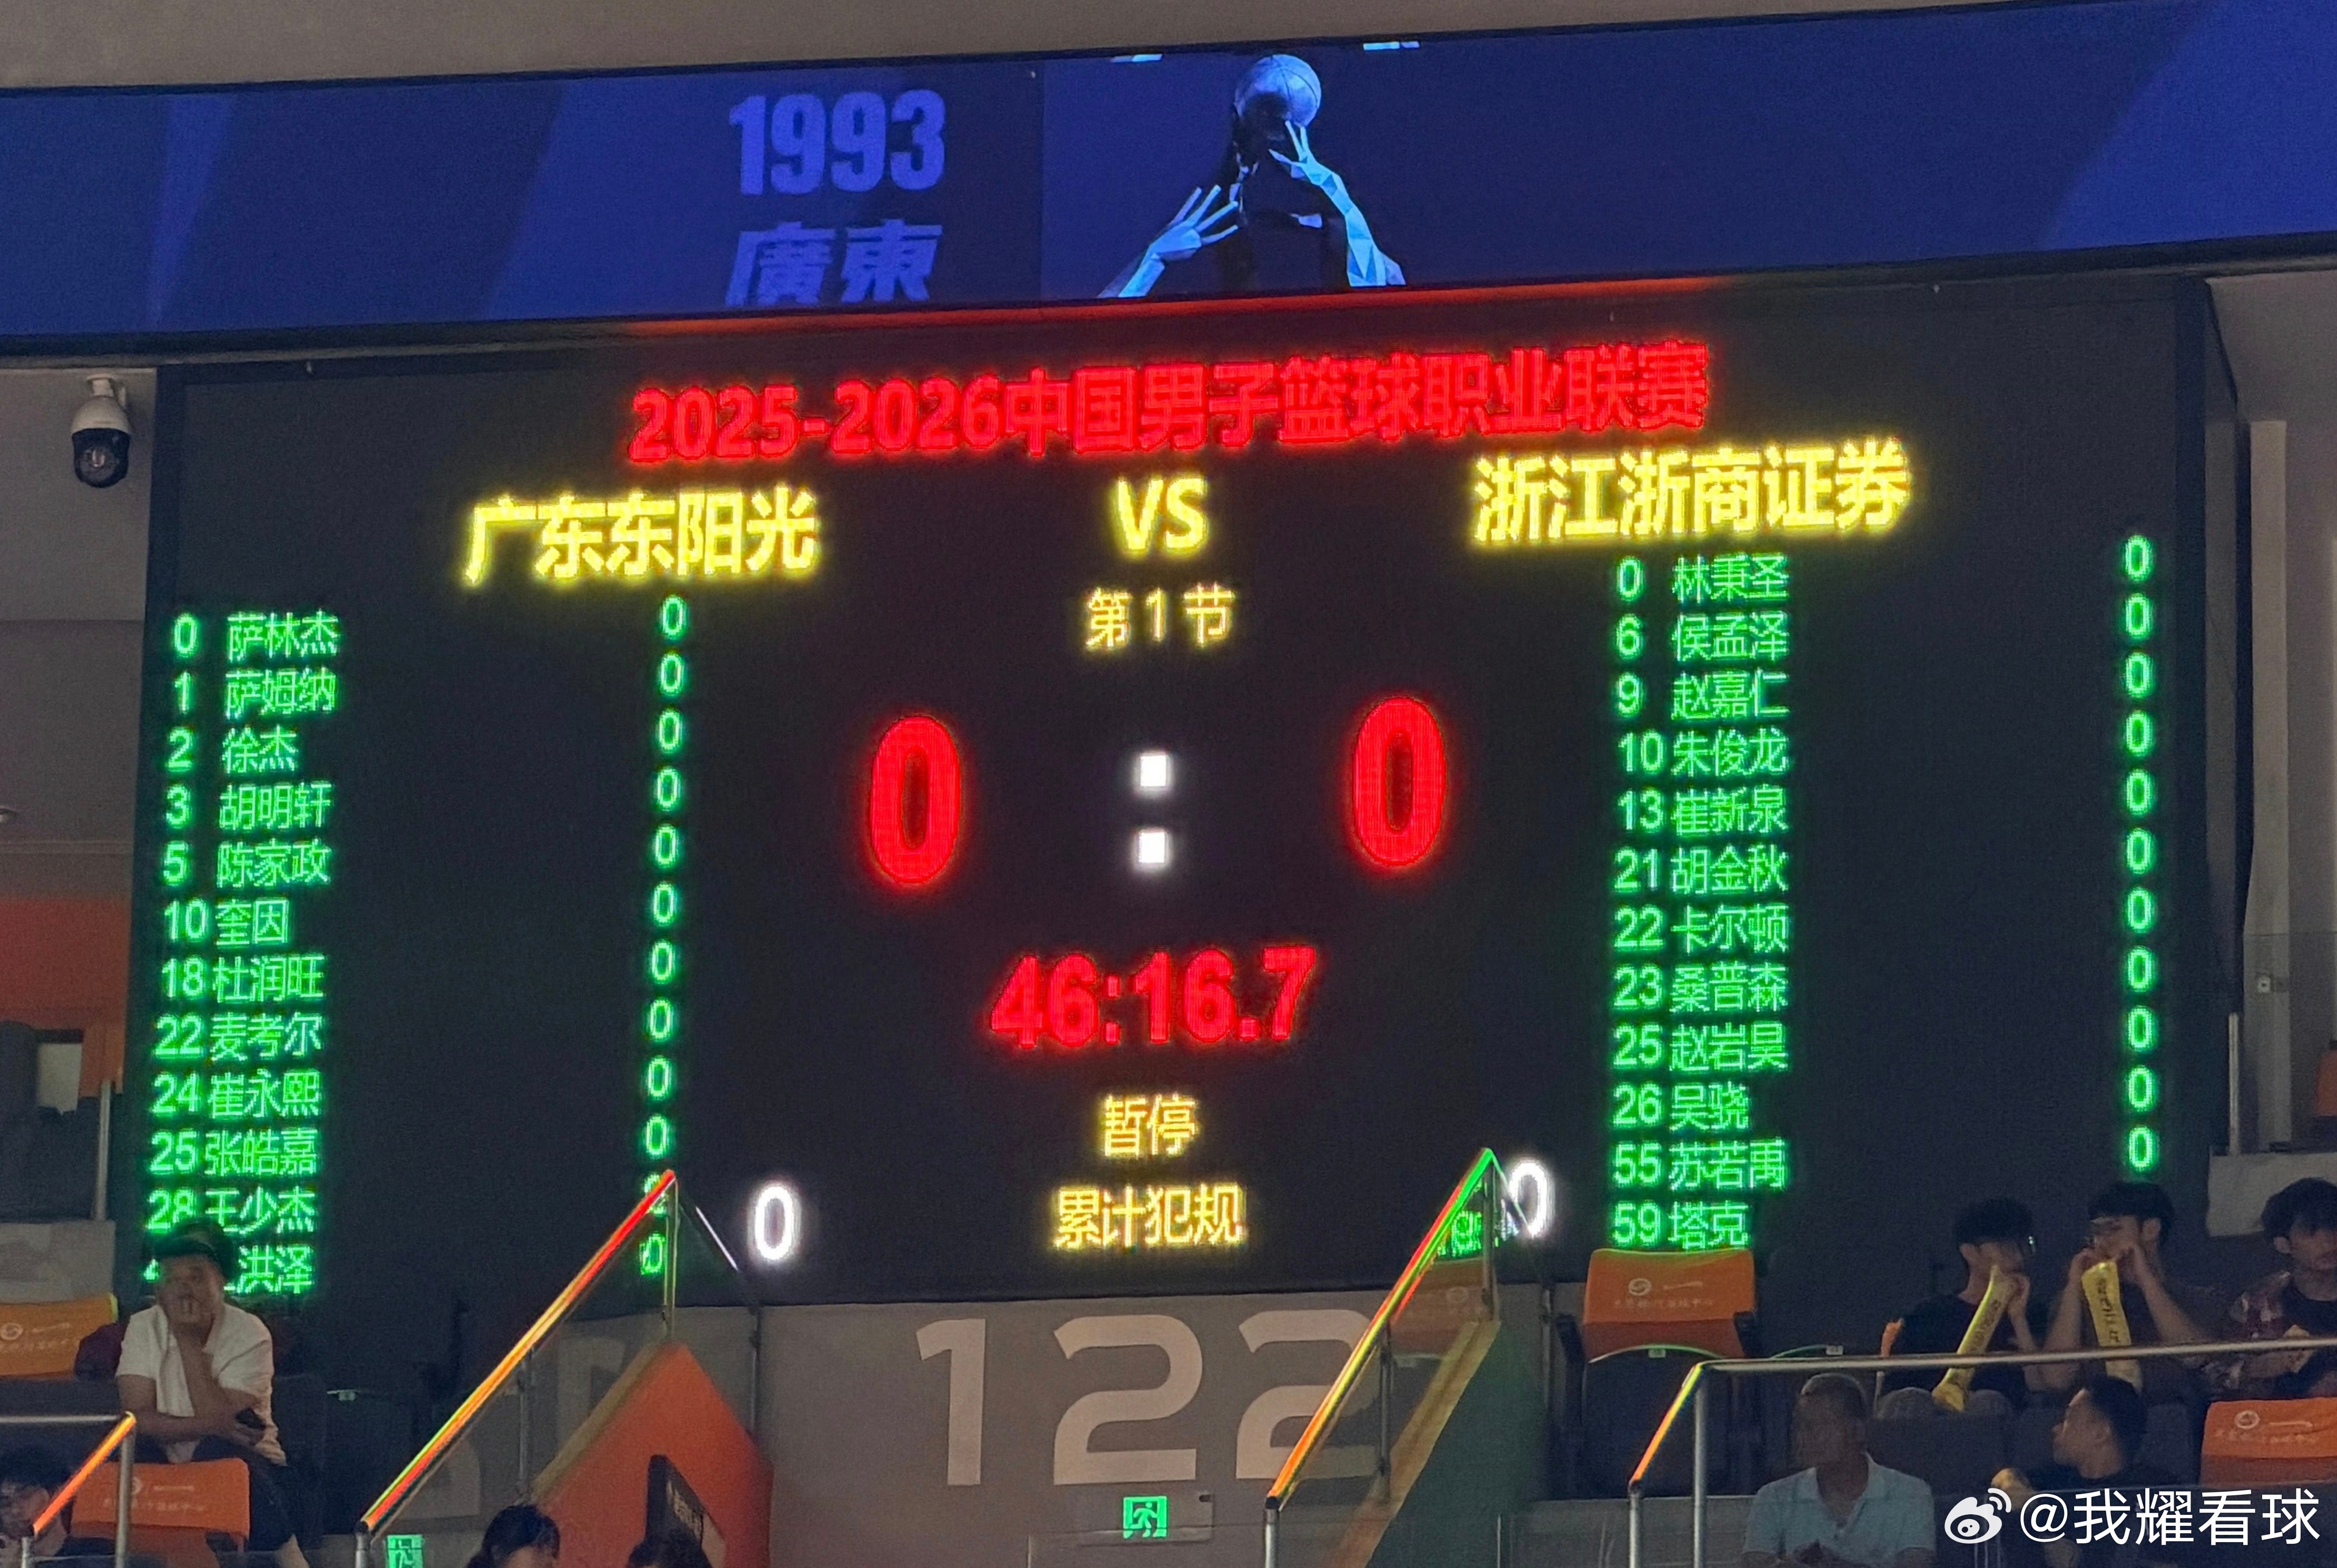 1993
廣東
2025-2026中国男子篮球职业联赛
广东东阳光 VS 浙江浙商证券
第1节
0 萨林杰 0
1 萨姆纳 0
2 徐杰 0
3 胡明轩 0
5 陈家政 0
10 奎因 0
18 杜润旺 0
22 麦考尔 0
24 崔永熙 0
25 张皓嘉 0
28 王少杰
洪泽 0
0 : 0
46:16.7
暂停
0 累计犯规 0
0 林秉圣 0
6 侯孟泽 0
9 赵嘉仁 0
10 朱俊龙 0
13 崔新泉 0
21 胡金秋 0
22 卡尔顿 0
23 桑普森 0
25 赵岩昊 0
26 吴骁 0
55 苏若禹 0
59 塔克
122
@我耀看球